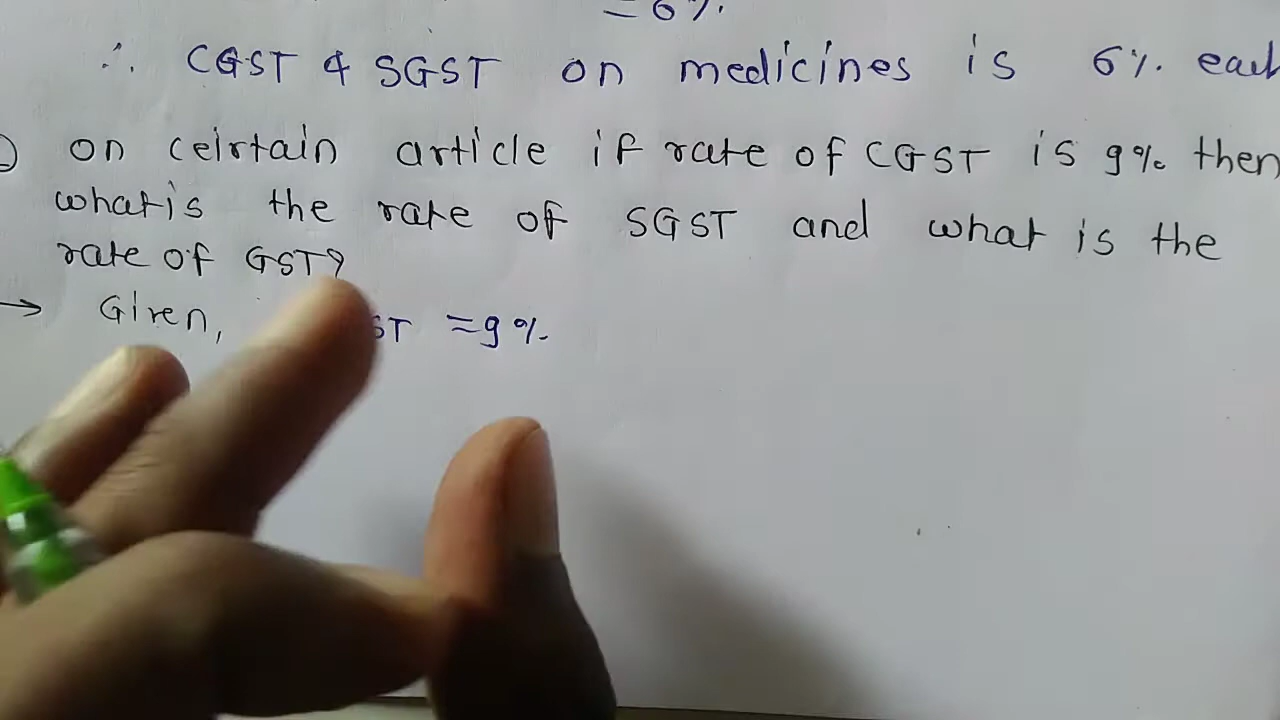 = 6%.
∴ CGST & SGST on medicines is 6%. each
on ceirtain article if rate of CGST is 9% then
what is the rate of SGST and what is the
rate of GST?
→ Given, ST = 9%